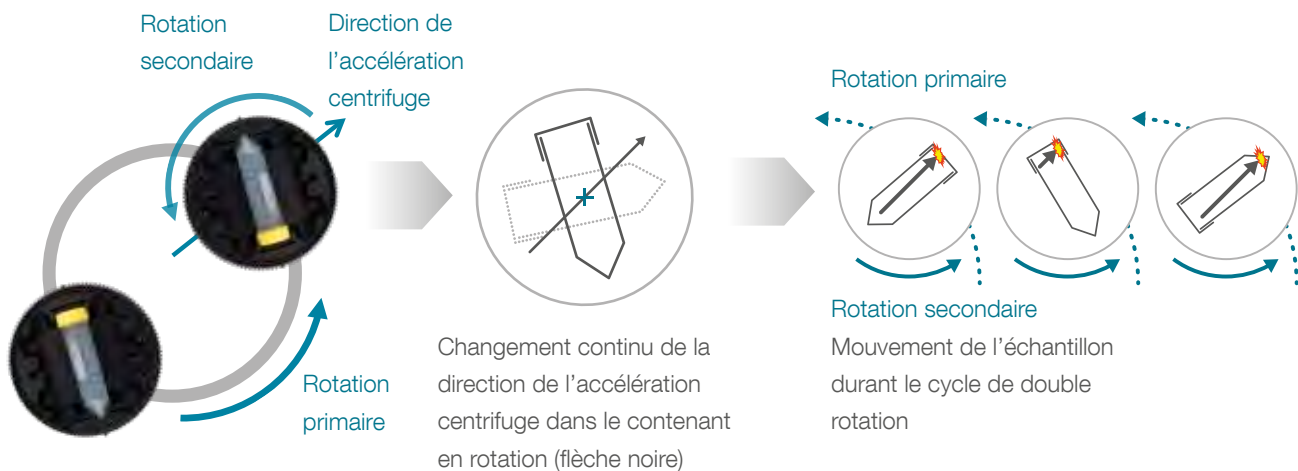 Rotation
secondaire
Direction de
l’accélération
centrifuge
Rotation
primaire
Changement continu de la
direction de l’accélération
centrifuge dans le contenant
en rotation (flèche noire)
Rotation primaire
Rotation secondaire
Mouvement de l’échantillon
durant le cycle de double
rotation